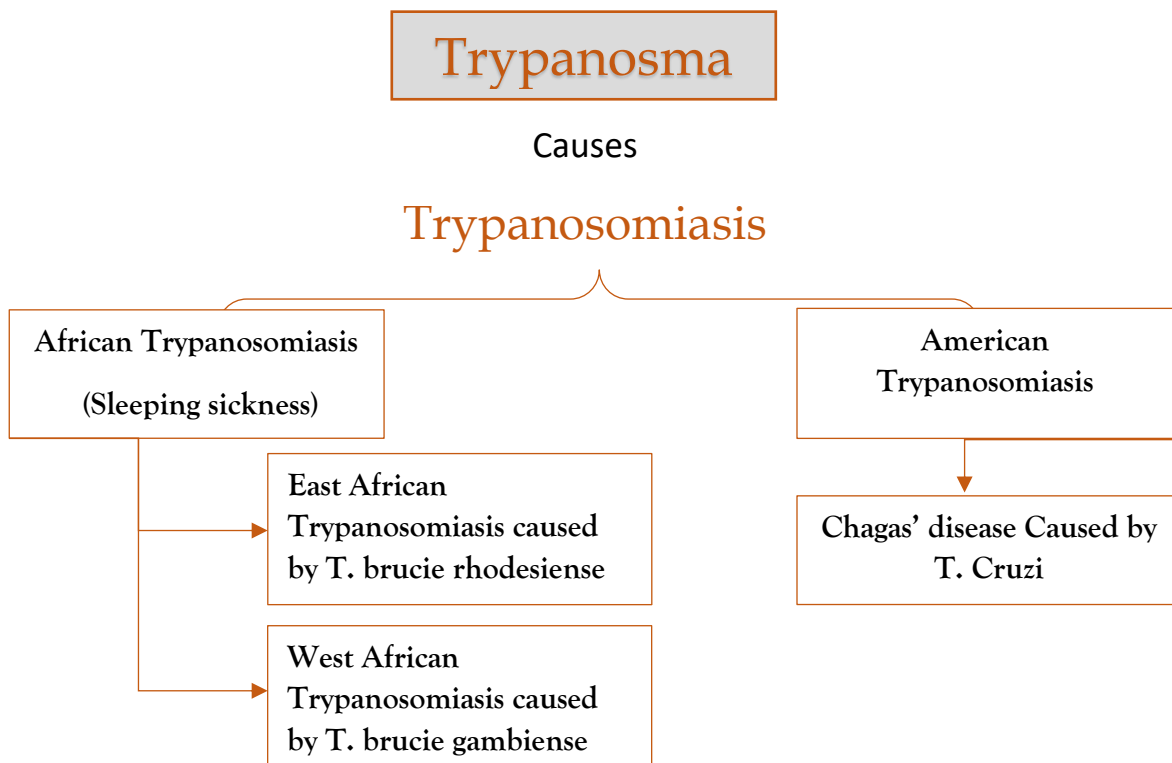 Trypanosma
Causes
Trypanosomiasis
African Trypanosomiasis
(Sleeping sickness)
American
Trypanosomiasis
East African
Trypanosomiasis caused
by T. brucie rhodesiense
Chagas’ disease Caused by
T. Cruzi
West African
Trypanosomiasis caused
by T. brucie gambiense